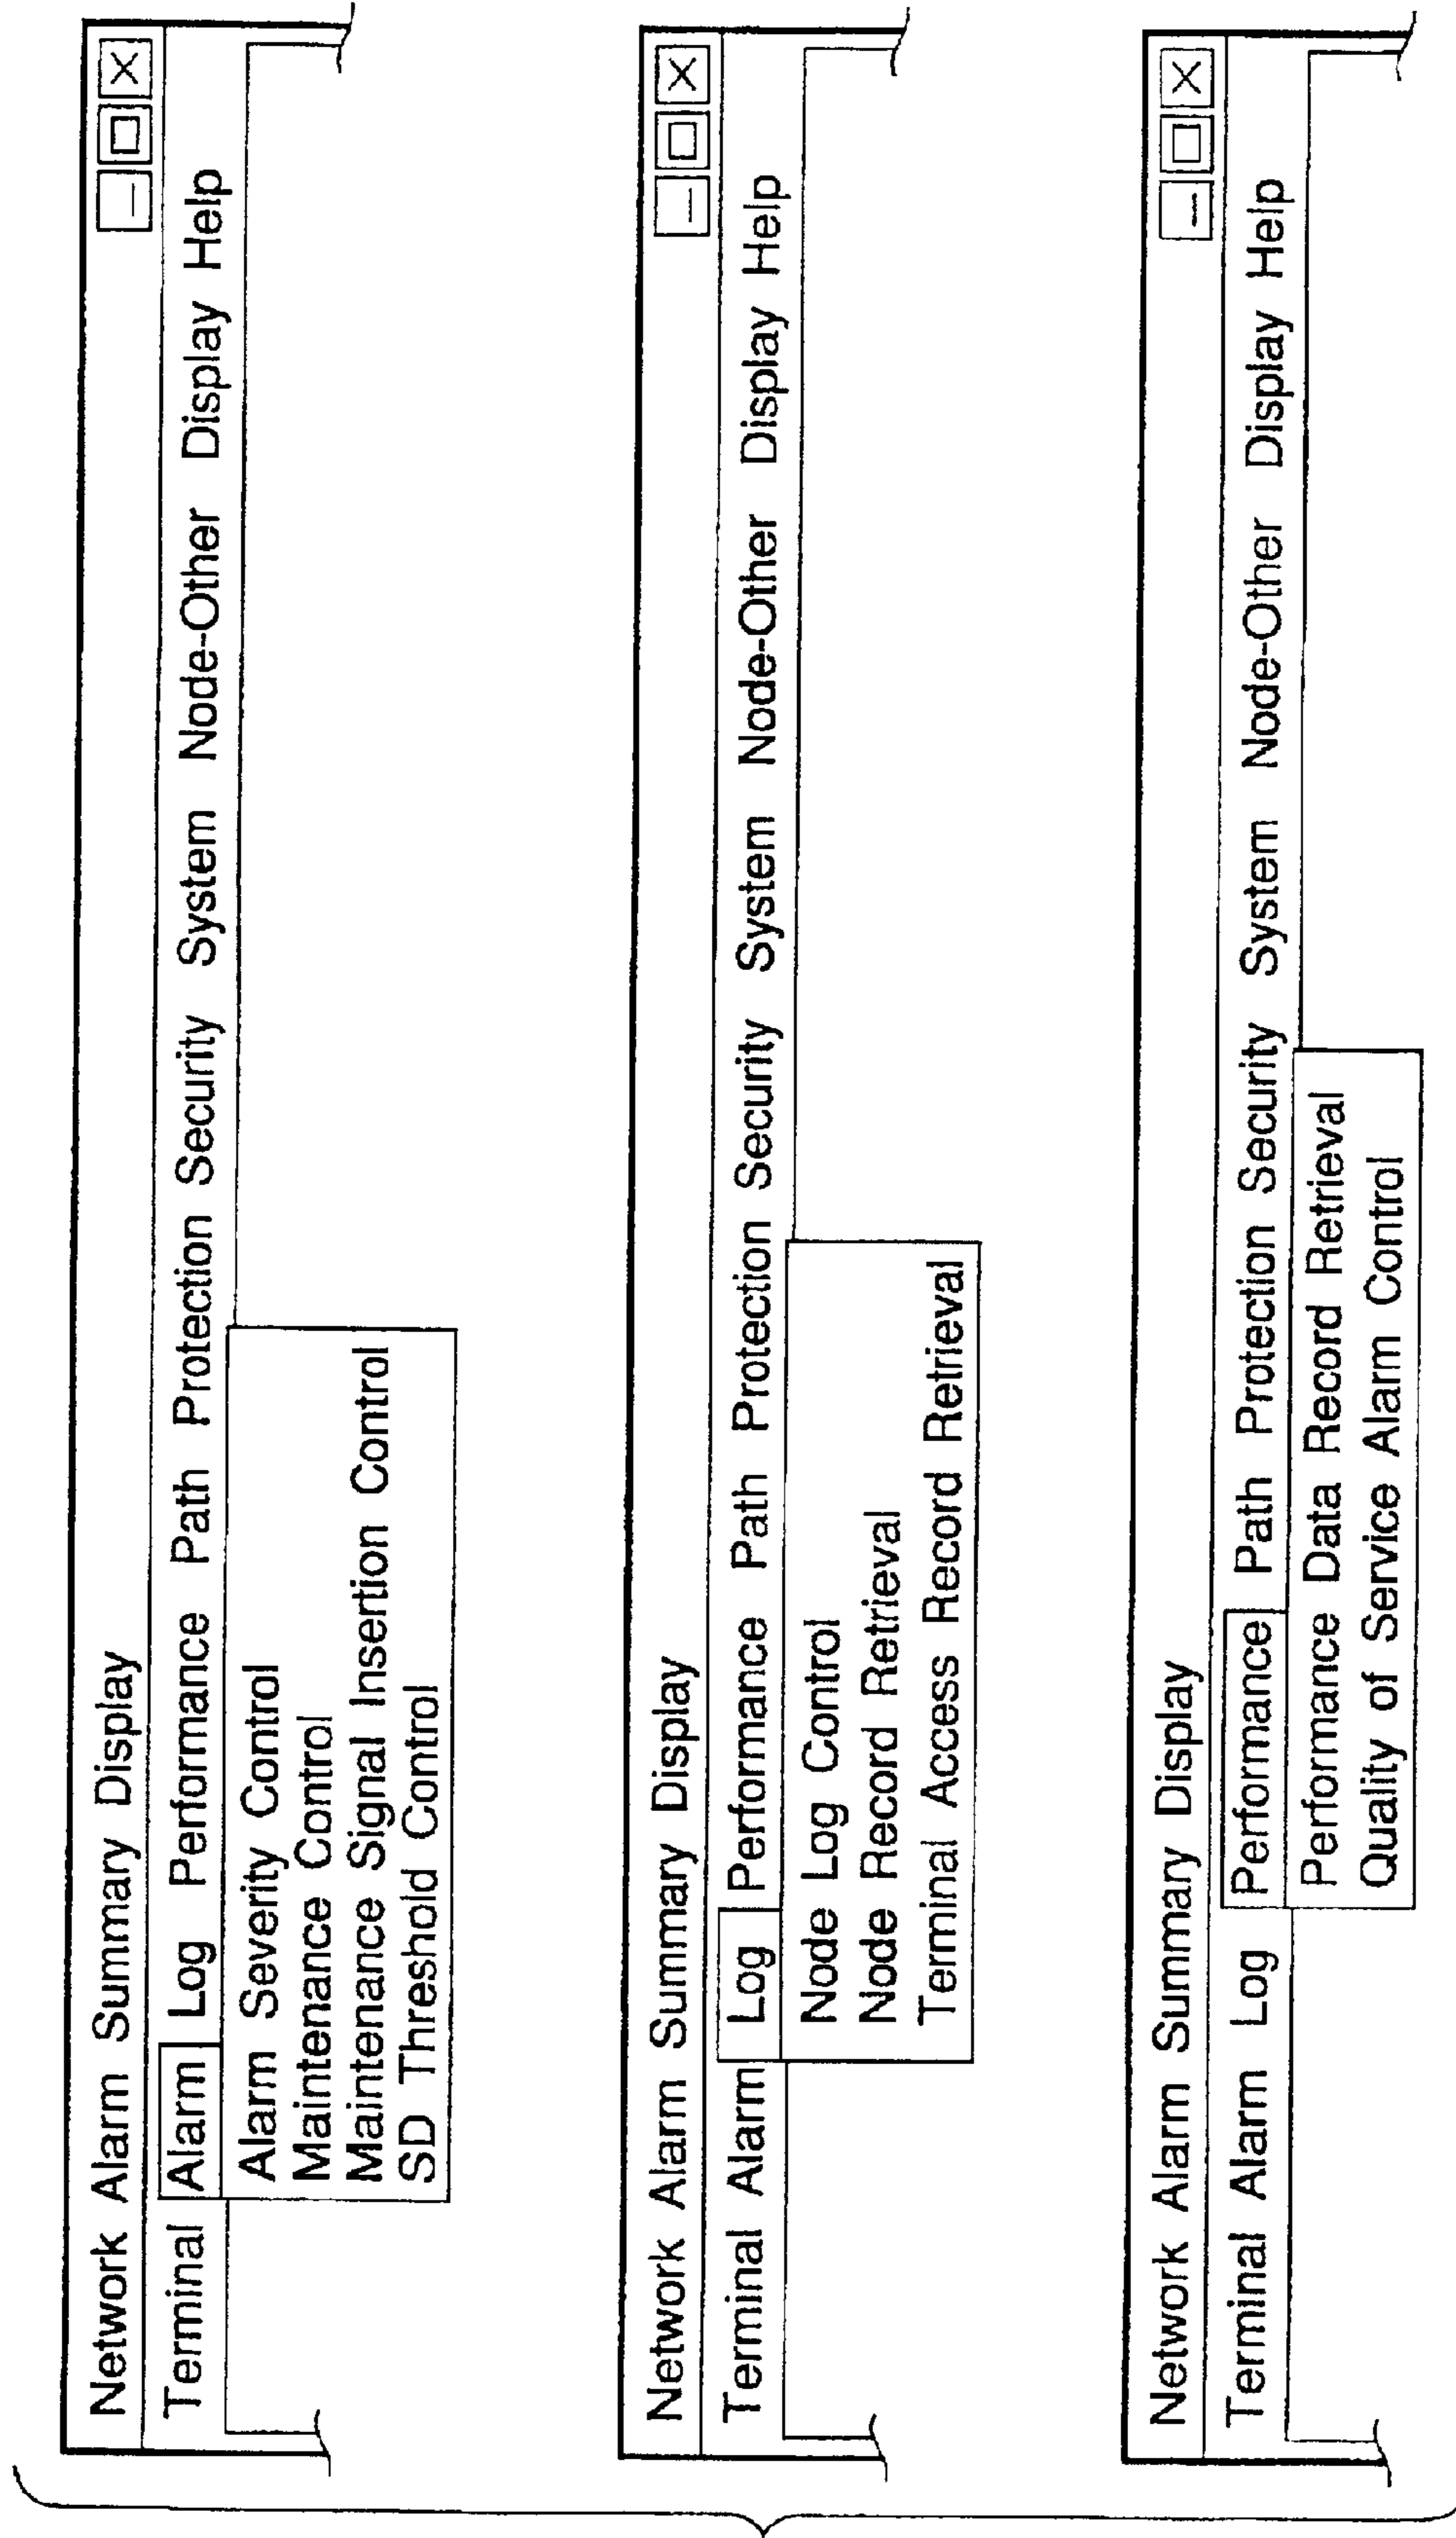 Network Alarm Summary Display
Terminal Alarm Log Performance Path Protection Security System Node-Other Display Help
Alarm Severity Control
Maintenance Control
Maintenance Signal Insertion Control
SD Threshold Control
Network Alarm Summary Display
Terminal Alarm Log Performance Path Protection Security System Node-Other Display Help
Node Log Control
Node Record Retrieval
Terminal Access Record Retrieval
Network Alarm Summary Display
Terminal Alarm Log Performance Path Protection Security System Node-Other Display Help
Performance Data Record Retrieval
Quality of Service Alarm Control